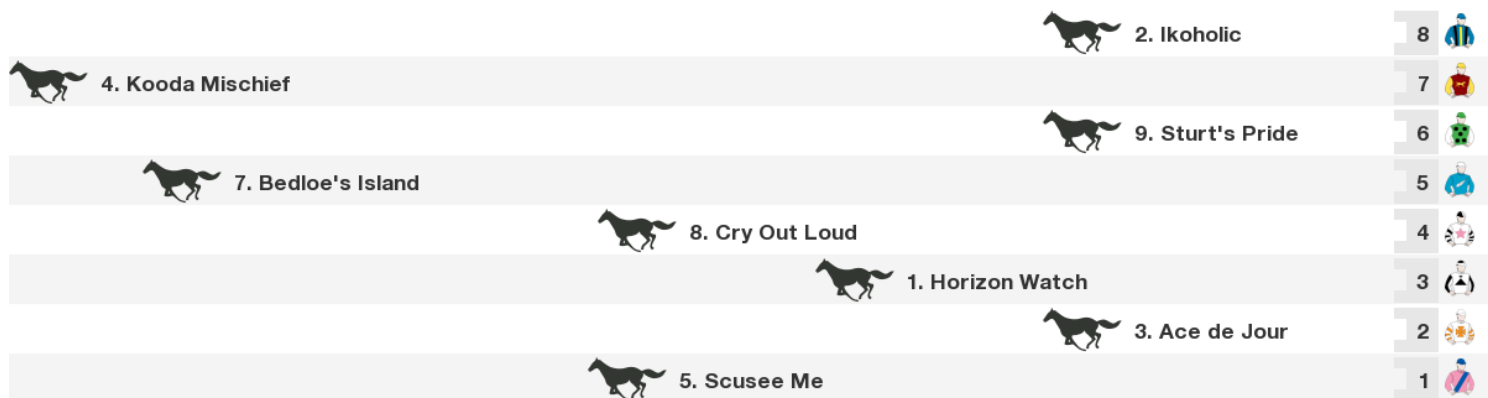 2. Ikoholic 8
4. Kooda Mischief 7
9. Sturt's Pride 6
7. Bedloe's Island 5
8. Cry Out Loud 4
1. Horizon Watch 3
3. Ace de Jour 2
5. Scusee Me 1